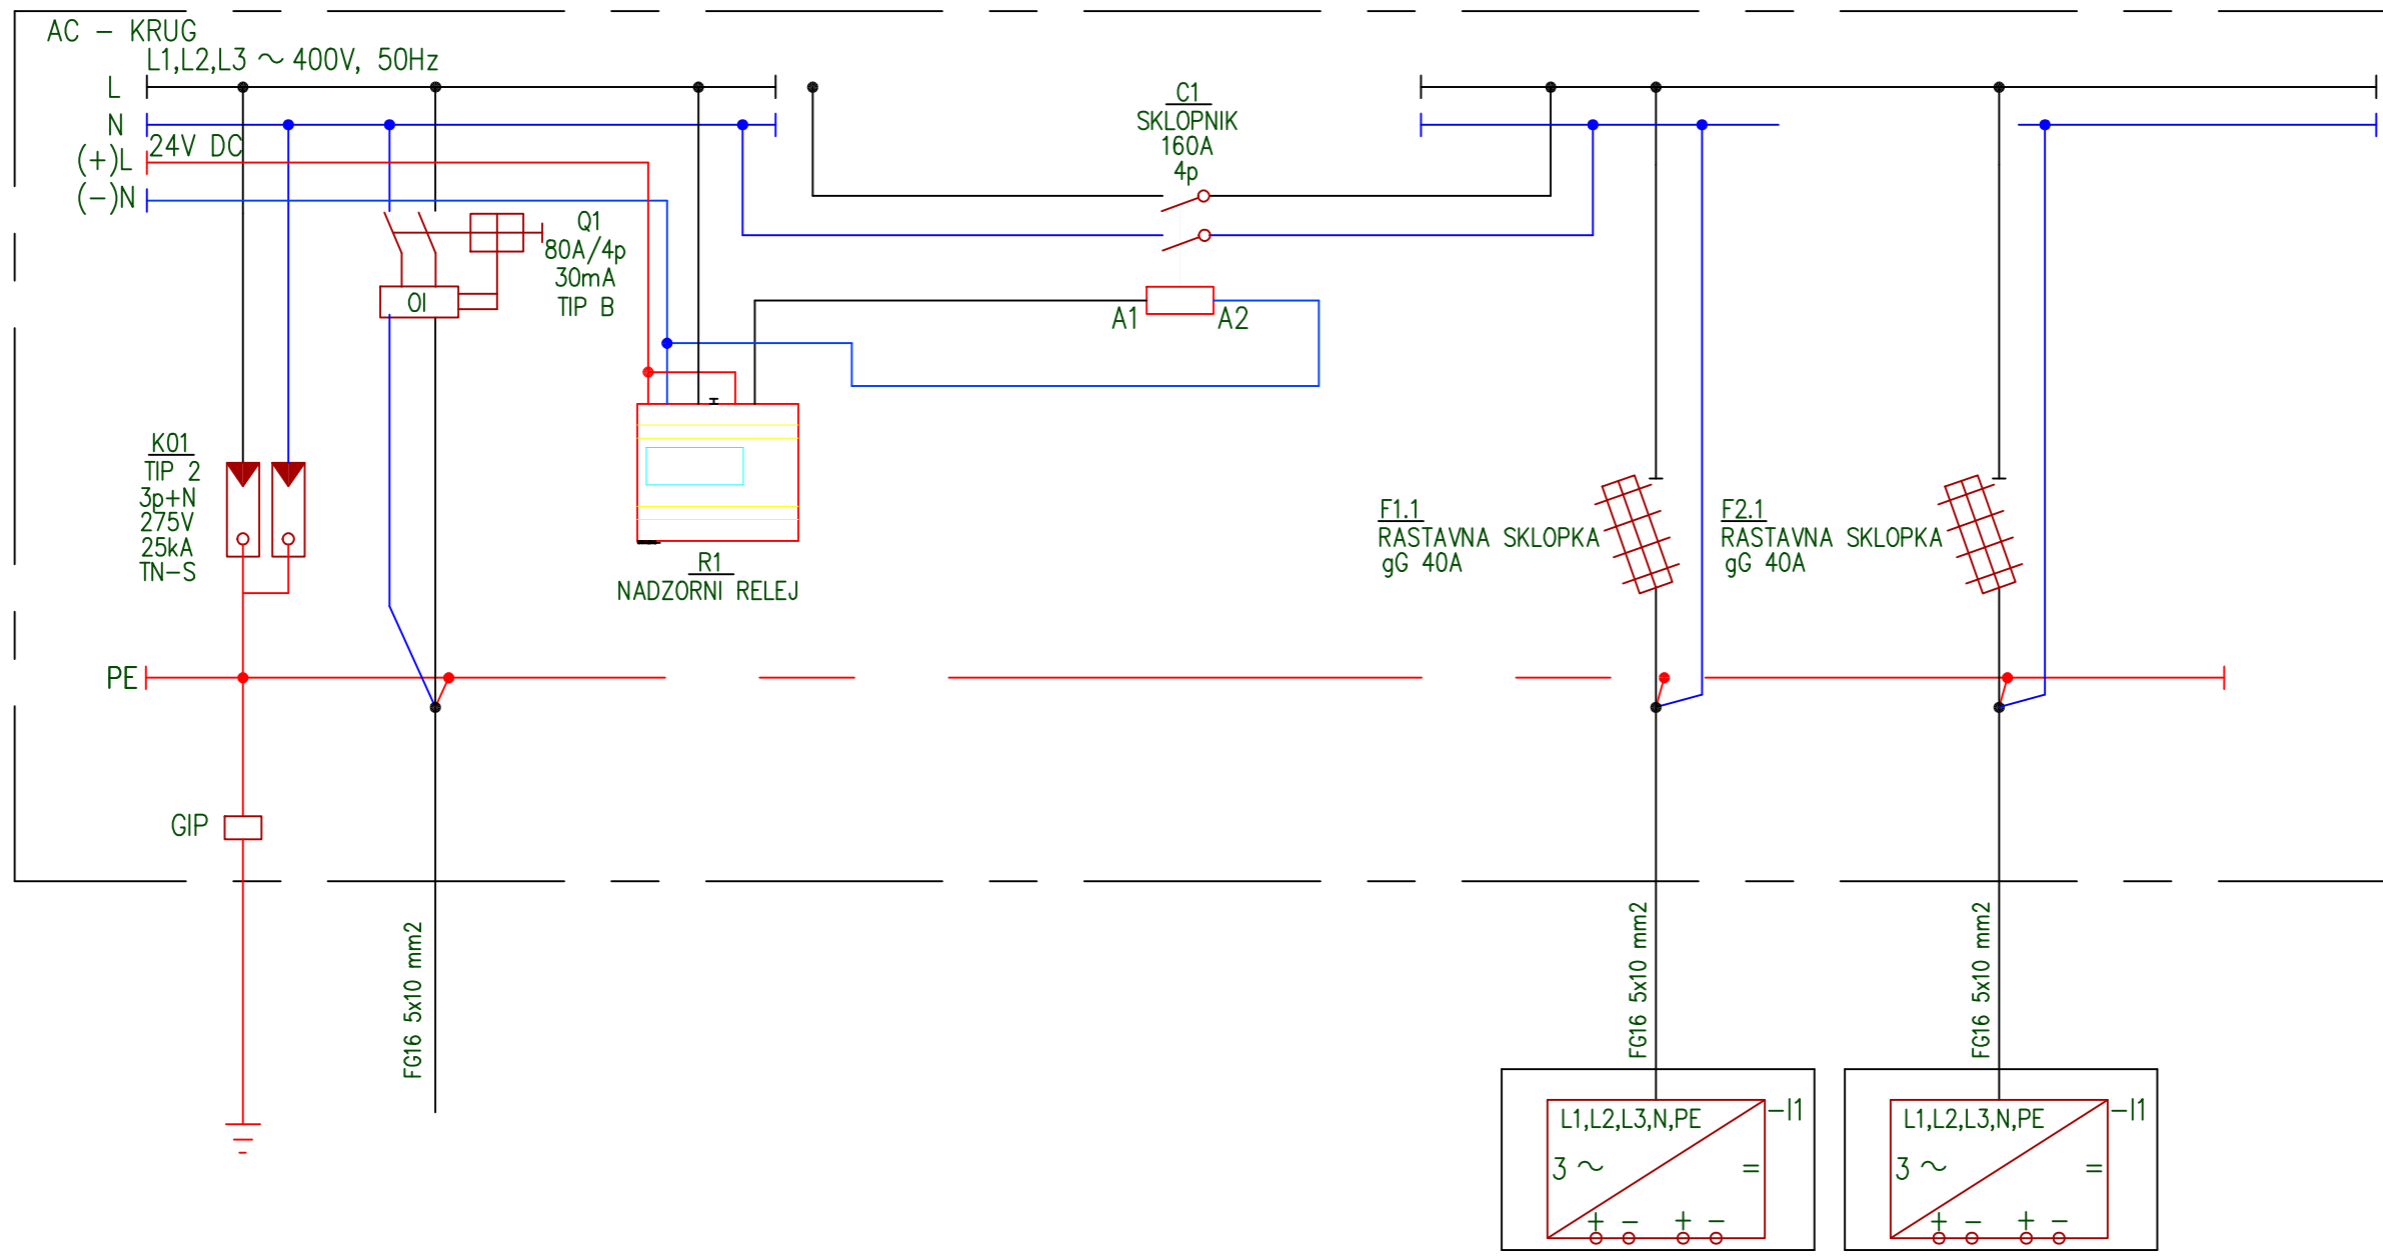 AC - KRUG
L1,L2,L3 ~ 400V, 50Hz
L
N
24V DC
(+)L
(-)N
C1
SKLOPNIK
160A
4p
Q1
80A/4p
30mA
TIP B
OI
A1
A2
K01
TIP 2
3p+N
275V
25kA
TN-S
R1
NADZORNI RELEJ
F1.1
RASTAVNA SKLOPKA
gG 40A
F2.1
RASTAVNA SKLOPKA
gG 40A
PE
GIP
FG16 5x10 mm2
FG16 5x10 mm2
FG16 5x10 mm2
L1,L2,L3,N,PE
-I1
3 ~
=
+ - + -
L1,L2,L3,N,PE
-I1
3 ~
=
+ - + -